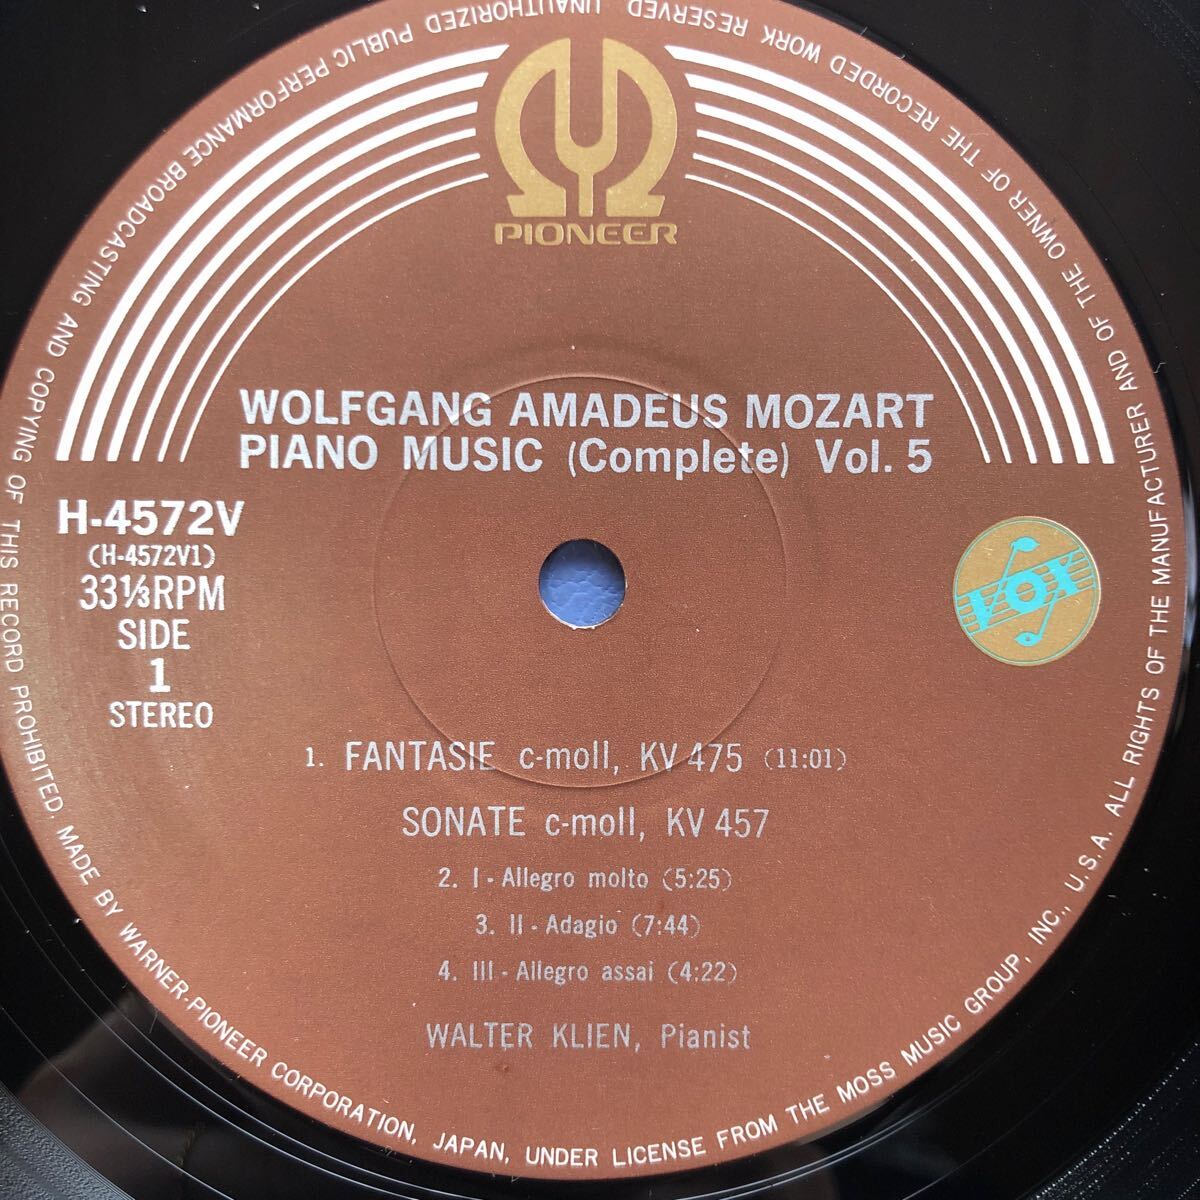 PIONEER
WOLFGANG AMADEUS MOZART
PIANO MUSIC (Complete) Vol. 5
H-4572V
(H-4572V1)
33⅓RPM
SIDE
1
STEREO
VOX
1. FANTASIE c-moll, KV 475 (11:01)
SONATE c-moll, KV 457
2. I - Allegro molto (5:25)
3. II - Adagio (7:44)
4. III - Allegro assai (4:22)
WALTER KLIEN, Pianist
ALL RIGHTS OF THE MANUFACTURER AND OF THE OWNER OF THE RECORDED WORK RESERVED UNAUTHORIZED PUBLIC PERFORMANCE BROADCASTING AND COPYING OF THIS RECORD PROHIBITED. MADE BY WARNER-PIONEER CORPORATION, JAPAN, UNDER LICENSE FROM THE MOSS MUSIC GROUP, INC., U.S.A.